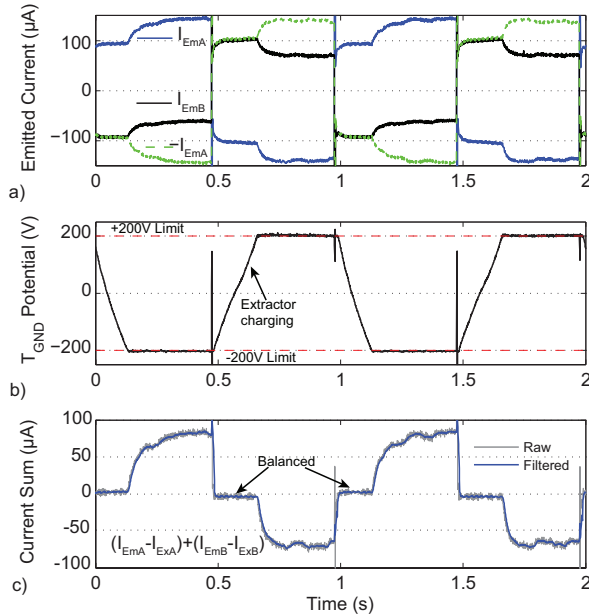 Emitted Current (µA)
100
0
−100
I_EmA
I_EmB
−I_EmA
0 0.5 1 1.5 2
a)
T_GND Potential (V)
200
0
−200
+200V Limit
Extractor
charging
-200V Limit
0 0.5 1 1.5 2
b)
Current Sum (µA)
100
50
0
-50
-100
Raw
Filtered
Balanced
(I_EmA-I_ExA)+(I_EmB-I_ExB)
0 0.5 1 1.5 2
c)
Time (s)